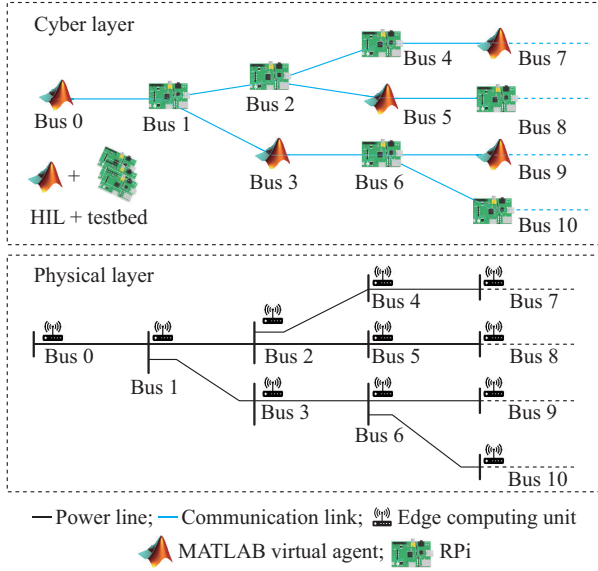 Cyber layer
Bus 4
Bus 7
Bus 0
Bus 1
Bus 2
Bus 5
Bus 8
Bus 3
Bus 6
Bus 9
+
HIL + testbed
Bus 10
Physical layer
Bus 4
Bus 7
Bus 0
Bus 2
Bus 5
Bus 8
Bus 1
Bus 3
Bus 6
Bus 9
Bus 10
Power line; Communication link; Edge computing unit
MATLAB virtual agent; RPi